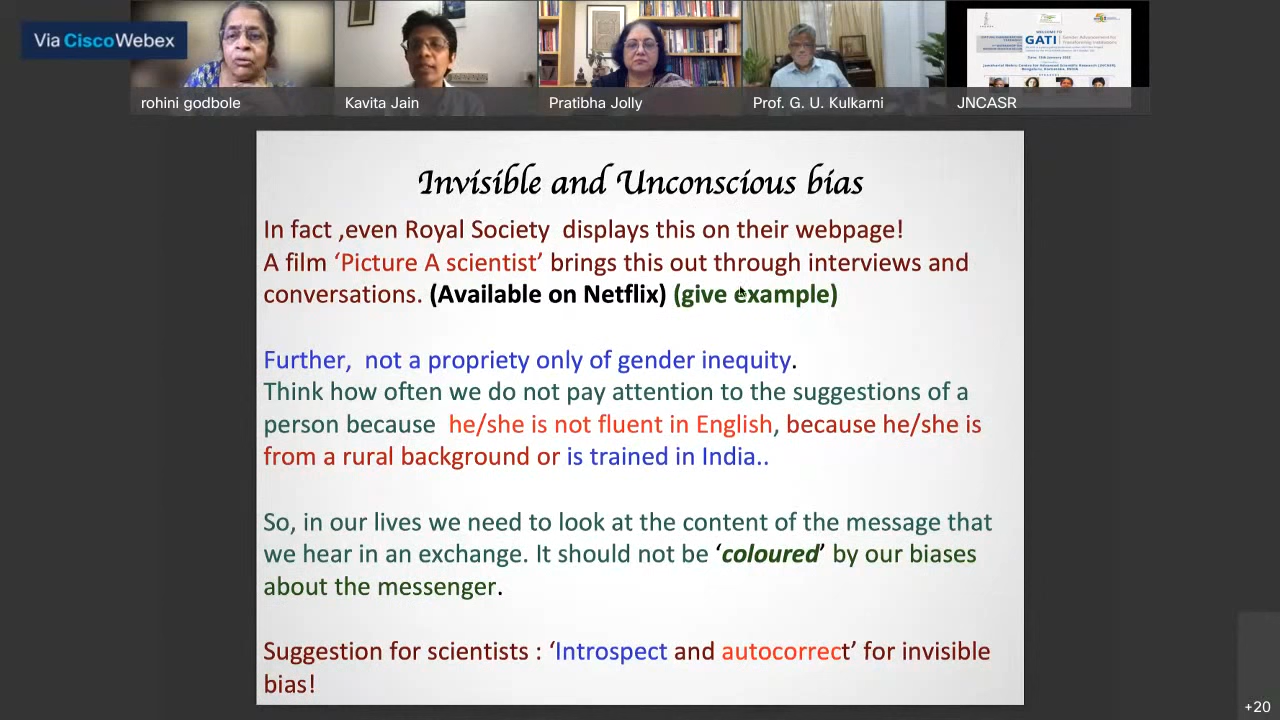 Via Cisco Webex
rohini godbole
Kavita Jain
Pratibha Jolly
Prof. G. U. Kulkarni
JNCASR
WELCOME TO
GATI
Invisible and Unconscious bias
In fact ,even Royal Society displays this on their webpage!
A film ‘Picture A scientist’ brings this out through interviews and
conversations. (Available on Netflix) (give example)
Further, not a propriety only of gender inequity.
Think how often we do not pay attention to the suggestions of a
person because he/she is not fluent in English, because he/she is
from a rural background or is trained in India..
So, in our lives we need to look at the content of the message that
we hear in an exchange. It should not be ‘coloured’ by our biases
about the messenger.
Suggestion for scientists : ‘Introspect and autocorrect’ for invisible
bias!
+20